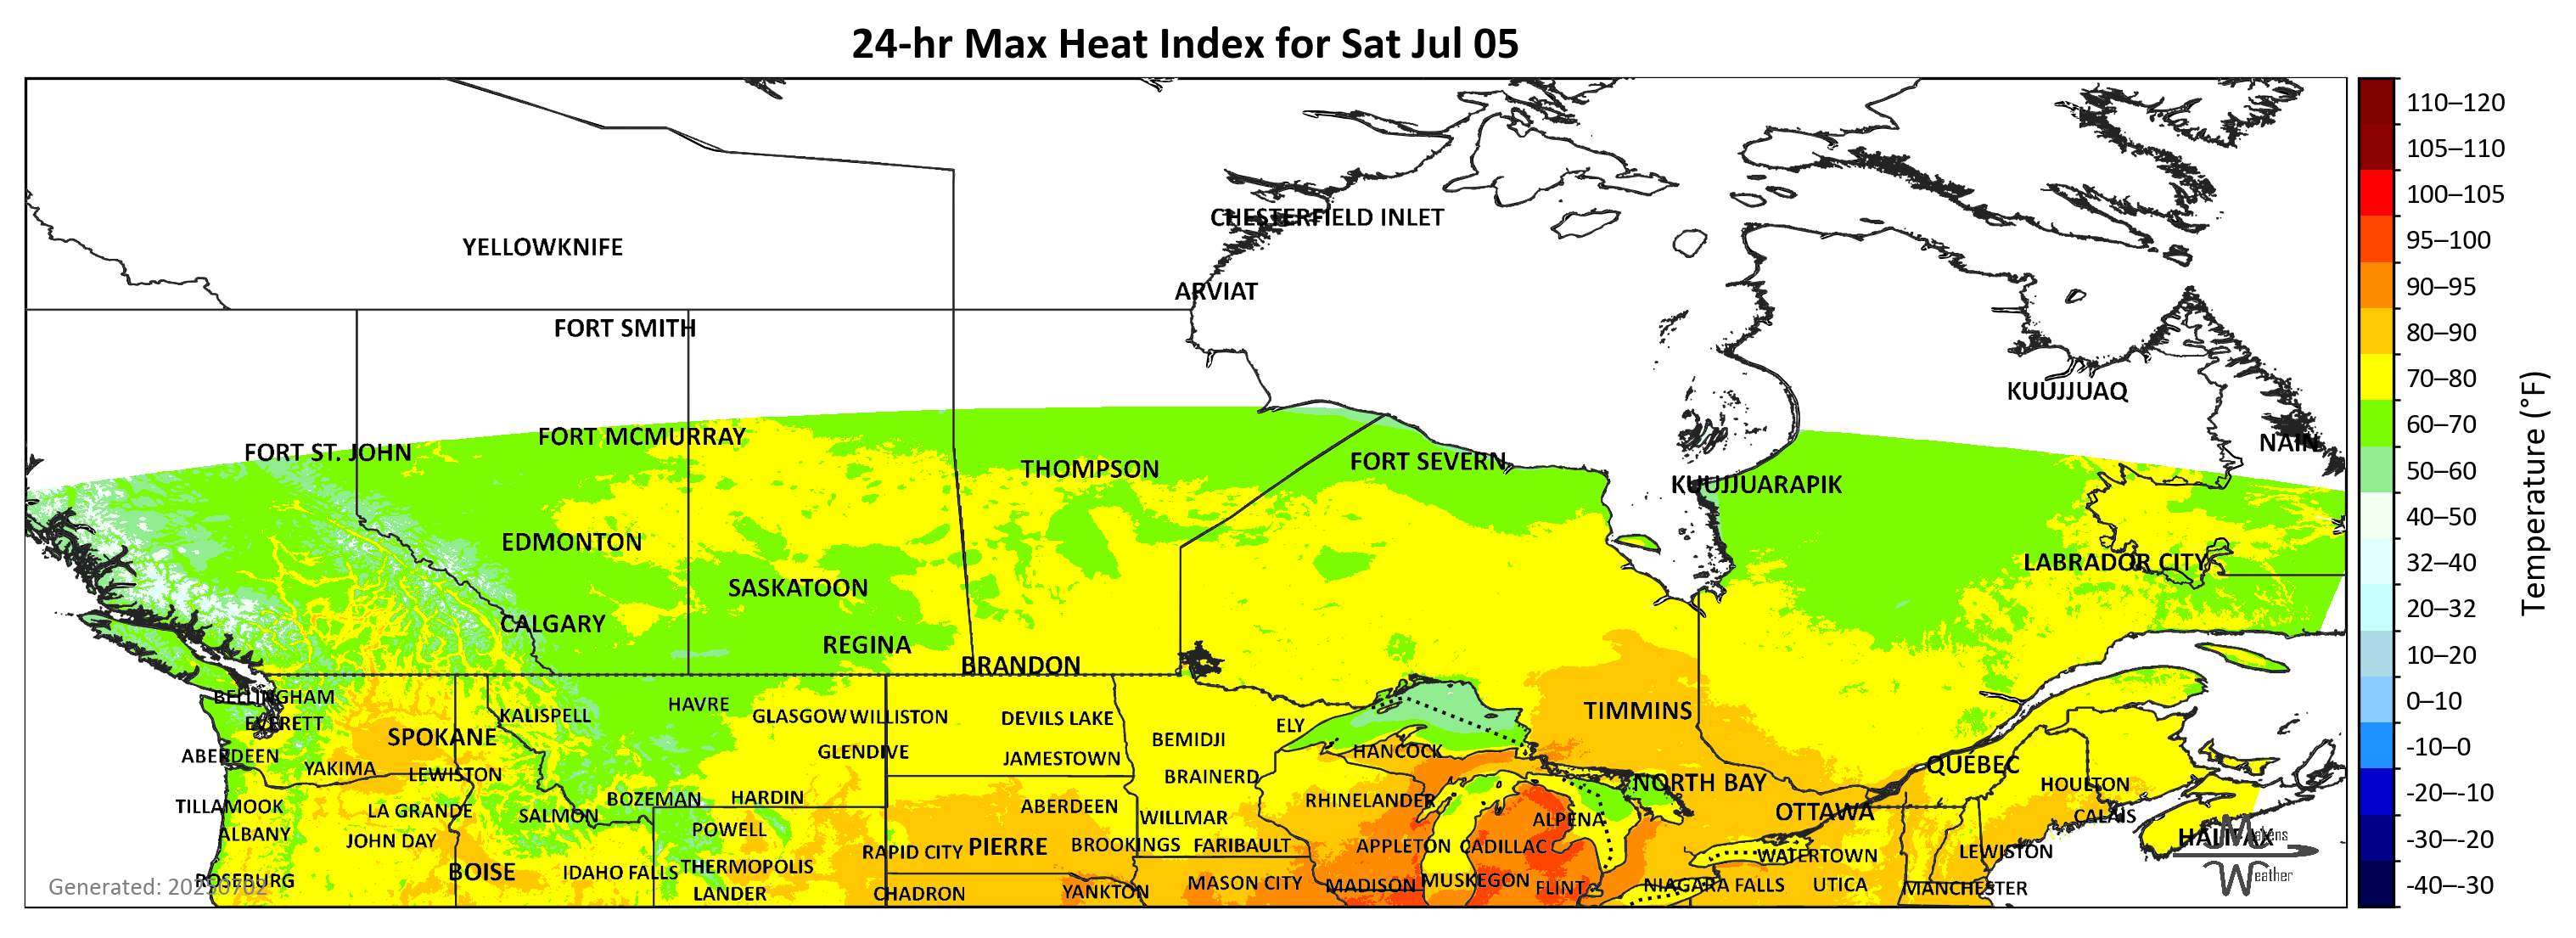 24-hr Max Heat Index for Sat Jul 05
110–120
105–110
CHESTERFIELD INLET
100–105
YELLOWKNIFE
95–100
ARVIAT
90–95
FORT SMITH
80–90
KUUJJUAQ
70–80
FORT MCMURRAY
60–70
FORT ST. JOHN
NAIN
THOMPSON
FORT SEVERN
50–60
KUUJJUARAPIK
40–50
EDMONTON
LABRADOR CITY
32–40
SASKATOON
20–32
CALGARY
REGINA
10–20
BRANDON
BELLINGHAM
HAVRE
0–10
KALISPELL
GLASGOW
WILLISTON
DEVILS LAKE
TIMMINS
EVERETT
ELY
SPOKANE
BEMIDJI
-10–0
ABERDEEN
GLENDIVE
JAMESTOWN
HANCOCK
YAKIMA
LEWISTON
BRAINERD
QUÉBEC
NORTH BAY
HOULTON
-20–-10
TILLAMOOK
LA GRANDE
SALMON
BOZEMAN
HARDIN
ABERDEEN
WILLMAR
RHINELANDER
ALPENA
OTTAWA
CALAIS
ALBANY
JOHN DAY
POWELL
RAPID CITY
PIERRE
BROOKINGS
FARIBAULT
APPLETON
CADILLAC
WATERTOWN
LEWISTON
HALIFAX
Makens
Weather
-30–-20
ROSEBURG
BOISE
IDAHO FALLS
THERMOPOLIS
LANDER
CHADRON
YANKTON
MASON CITY
MADISON
MUSKEGON
FLINT
NIAGARA FALLS
UTICA
MANCHESTER
-40–-30
Generated: 20250702
Temperature (°F)